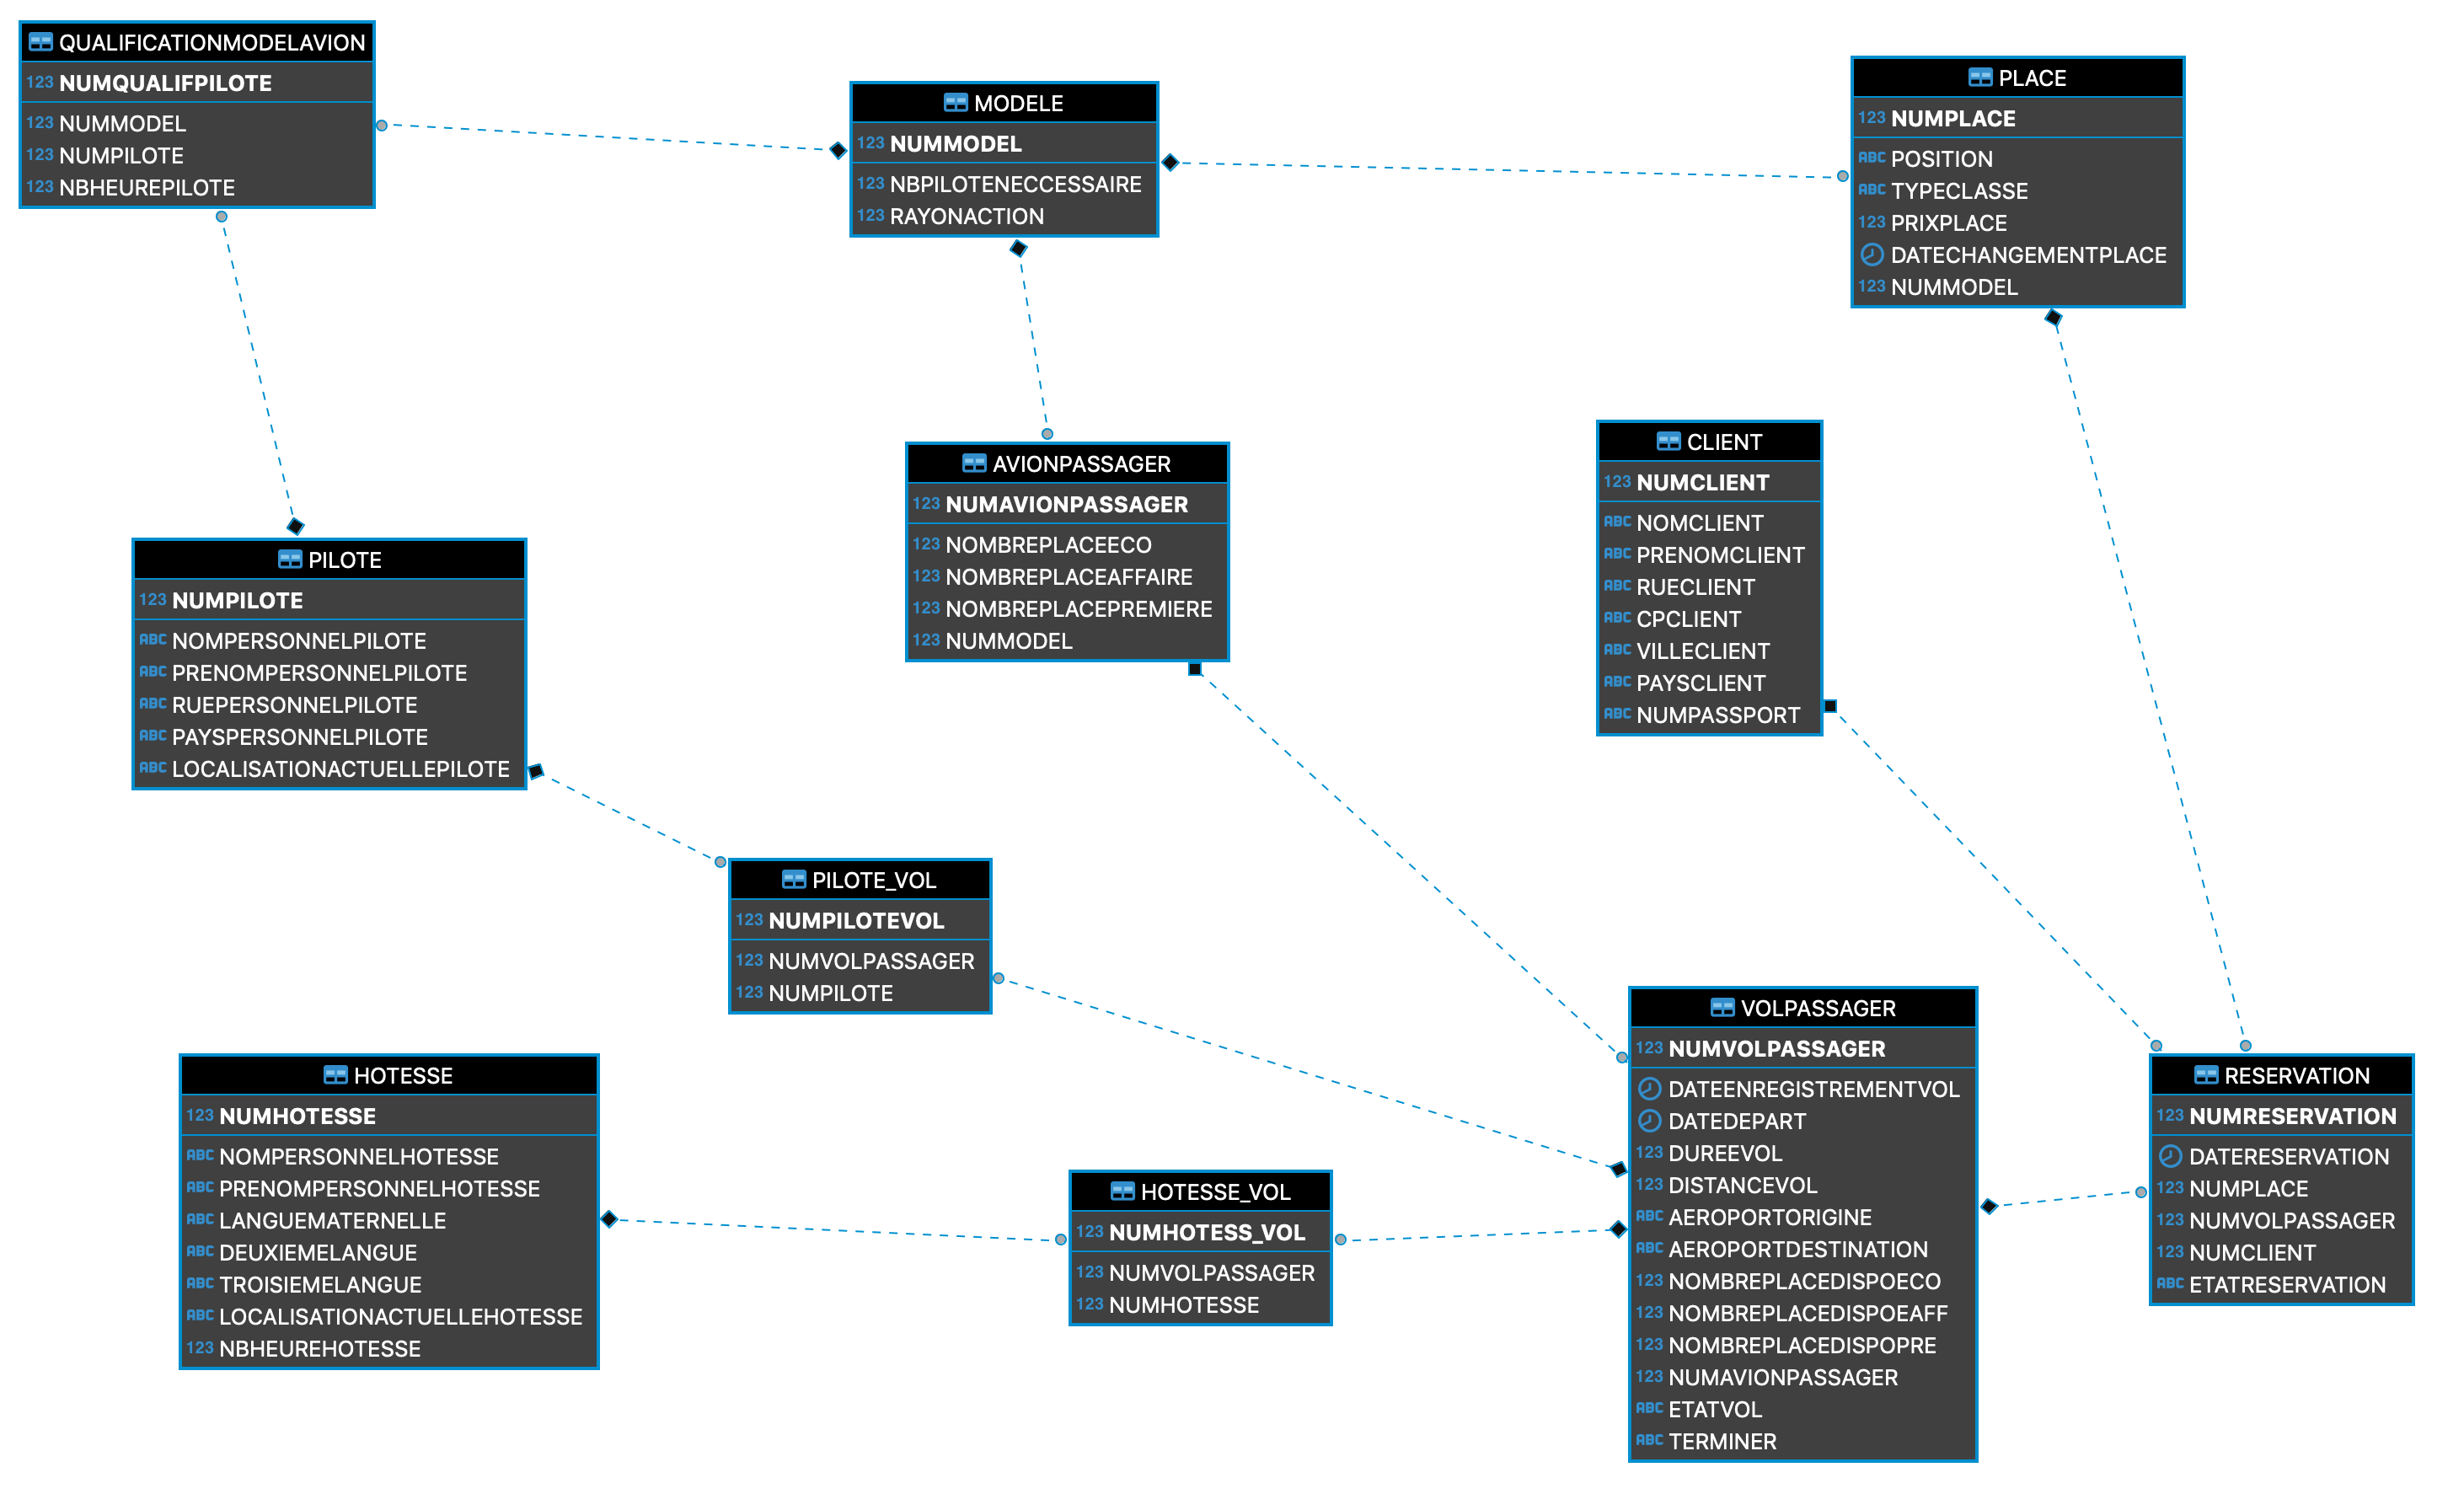 QUALIFICATIONMODELAVION
123 NUMQUALIFPILOTE
123 NUMMODEL
123 NUMPILOTE
123 NBHEUREPILOTE
MODELE
123 NUMMODEL
123 NBPILOTENECCESSAIRE
123 RAYONACTION
PLACE
123 NUMPLACE
ABC POSITION
ABC TYPECLASSE
123 PRIXPLACE
DATECHANGEMENTPLACE
123 NUMMODEL
AVIONPASSAGER
123 NUMAVIONPASSAGER
123 NOMBREPLACEECO
123 NOMBREPLACEAFFAIRE
123 NOMBREPLACEPREMIERE
123 NUMMODEL
CLIENT
123 NUMCLIENT
ABC NOMCLIENT
ABC PRENOMCLIENT
ABC RUECLIENT
ABC CPCLIENT
ABC VILLECLIENT
ABC PAYSCLIENT
ABC NUMPASSPORT
PILOTE
123 NUMPILOTE
ABC NOMPERSONNELPILOTE
ABC PRENOMPERSONNELPILOTE
ABC RUEPERSONNELPILOTE
ABC PAYSPERSONNELPILOTE
ABC LOCALISATIONACTUELLEPILOTE
PILOTE_VOL
123 NUMPILOTEVOL
123 NUMVOLPASSAGER
123 NUMPILOTE
HOTESSE
123 NUMHOTESSE
ABC NOMPERSONNELHOTESSE
ABC PRENOMPERSONNELHOTESSE
ABC LANGUEMATERNELLE
ABC DEUXIEMELANGUE
ABC TROISIEMELANGUE
ABC LOCALISATIONACTUELLEHOTESSE
123 NBHEUREHOTESSE
HOTESSE_VOL
123 NUMHOTESS_VOL
123 NUMVOLPASSAGER
123 NUMHOTESSE
VOLPASSAGER
123 NUMVOLPASSAGER
DATEENREGISTREMENTVOL
DATEDEPART
123 DUREEVOL
123 DISTANCEVOL
ABC AEROPORTORIGINE
ABC AEROPORTDESTINATION
123 NOMBREPLACEDISPOECO
123 NOMBREPLACEDISPOEAFF
123 NOMBREPLACEDISPOPRE
123 NUMAVIONPASSAGER
ABC ETATVOL
ABC TERMINER
RESERVATION
123 NUMRESERVATION
DATERESERVATION
123 NUMPLACE
123 NUMVOLPASSAGER
123 NUMCLIENT
ABC ETATRESERVATION